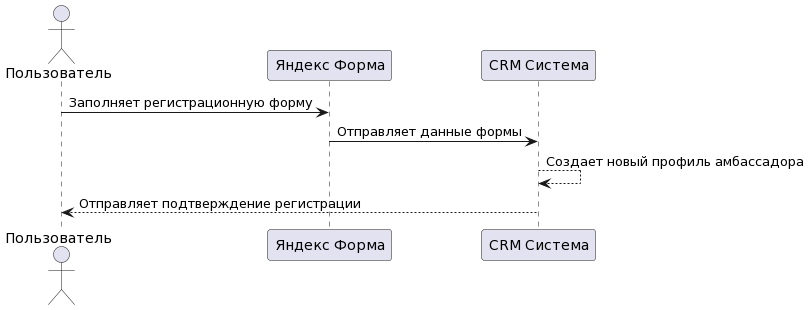 Пользователь
Яндекс Форма
CRM Система
Заполняет регистрационную форму
Отправляет данные формы
Создает новый профиль амбассадора
Отправляет подтверждение регистрации
Пользователь
Яндекс Форма
CRM Система